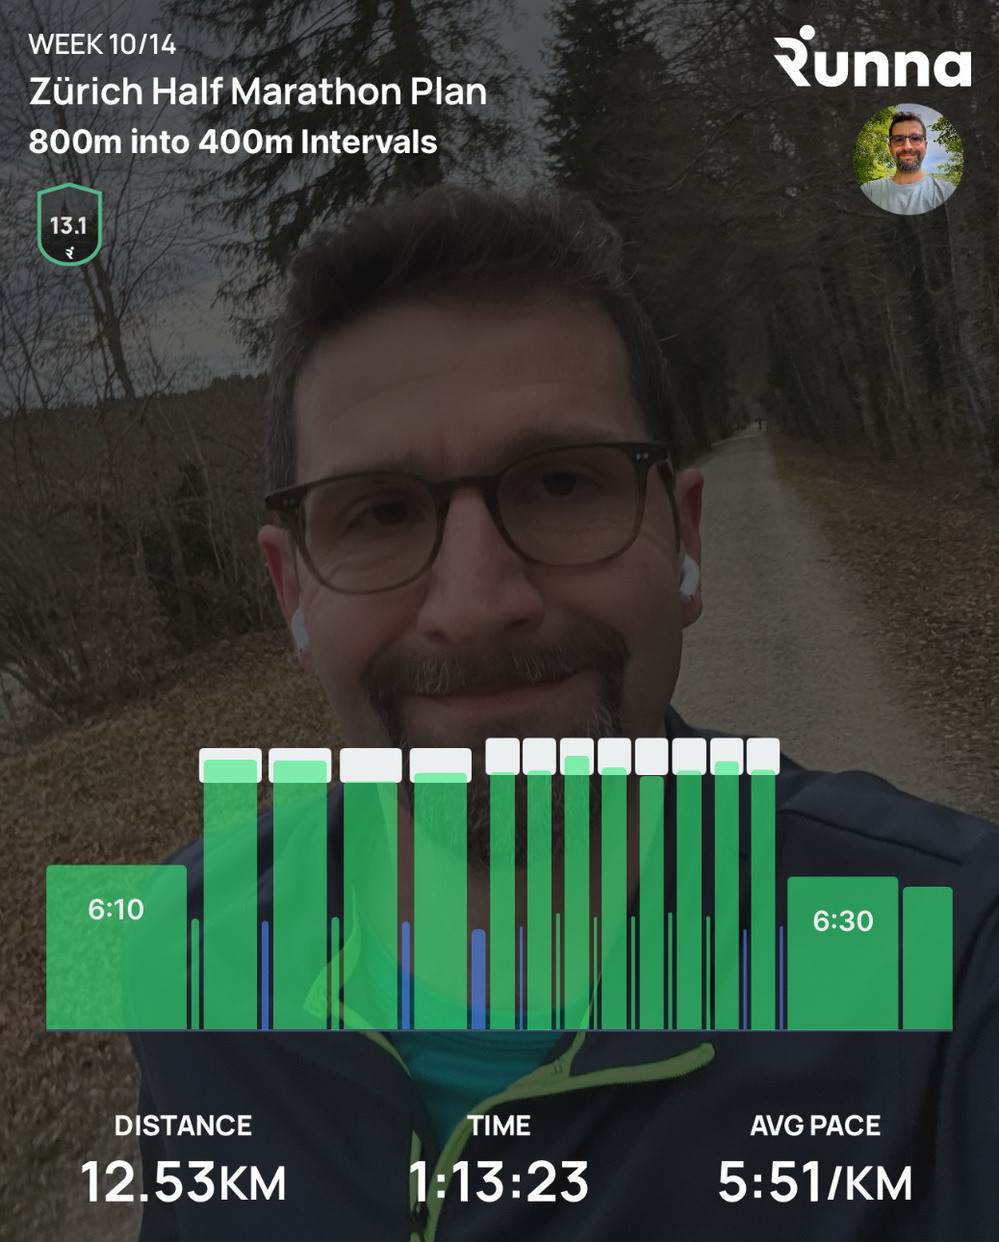 WEEK 10/14
Zürich Half Marathon Plan
800m into 400m Intervals
Runna
13.1
6:10
6:30
DISTANCE
12.53KM
TIME
1:13:23
AVG PACE
5:51/KM